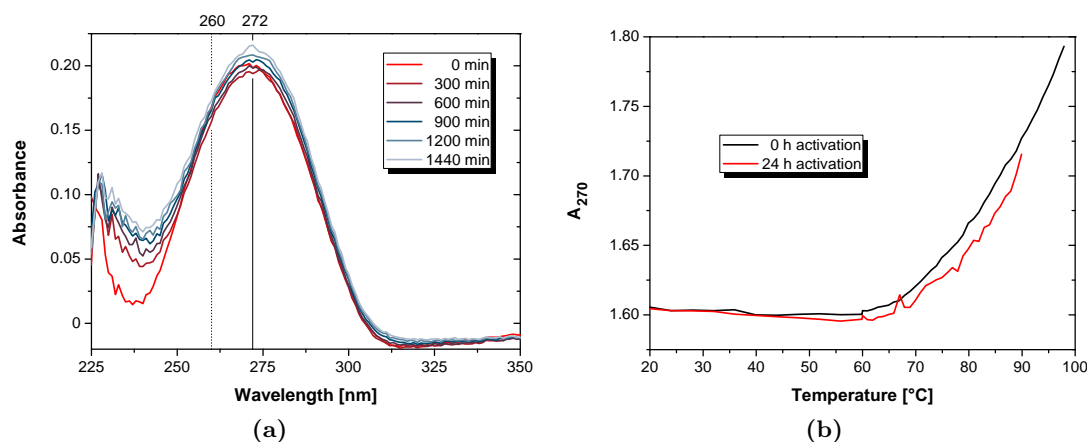 260 272
0.20
0.15
0.10
0.05
0
225 250 275 300 325 350
Absorbance
Wavelength [nm]
0 min
300 min
600 min
900 min
1200 min
1440 min
(a)
1.80
1.75
1.70
1.65
1.60
20 30 40 50 60 70 80 90 100
A270
Temperature [°C]
0 h activation
24 h activation
(b)